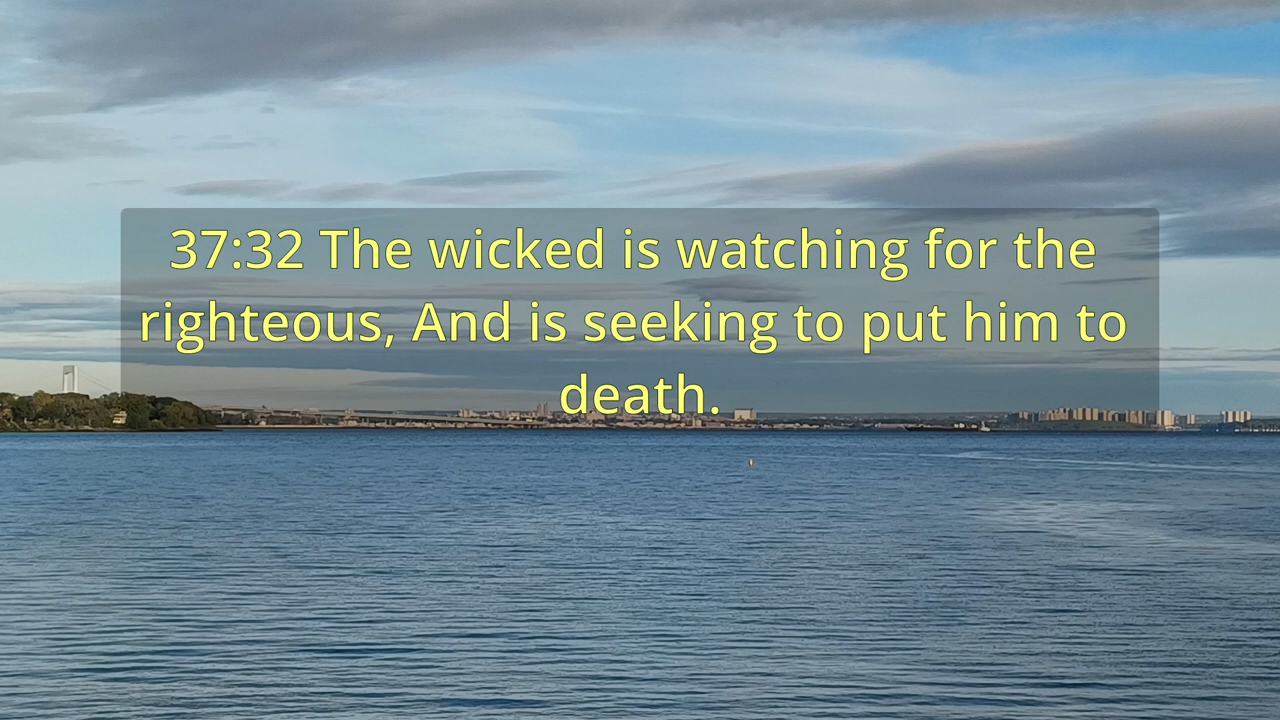 37:32 The wicked is watching for the
righteous, And is seeking to put him to
death.